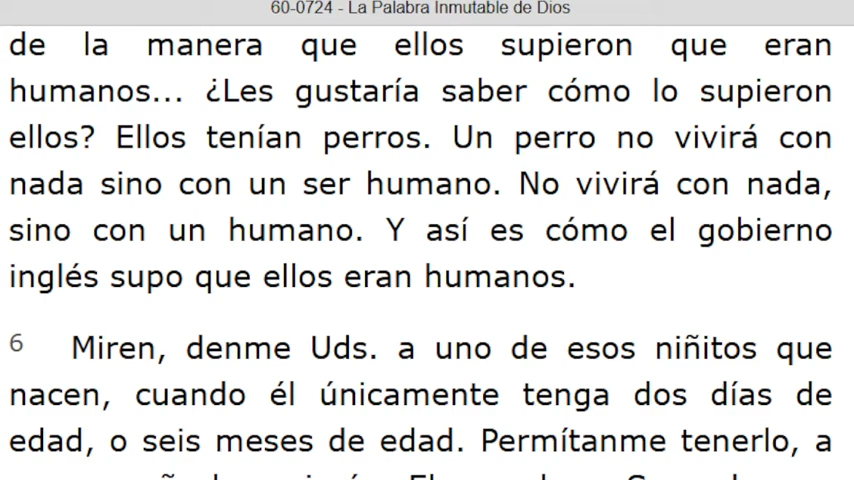 60-0724 - La Palabra Inmutable de Dios
de la manera que ellos supieron que eran
humanos... ¿Les gustaría saber cómo lo supieron
ellos? Ellos tenían perros. Un perro no vivirá con
nada sino con un ser humano. No vivirá con nada,
sino con un humano. Y así es cómo el gobierno
inglés supo que ellos eran humanos.
6 Miren, denme Uds. a uno de esos niñitos que
nacen, cuando él únicamente tenga dos días de
edad, o seis meses de edad. Permítanme tenerlo, a